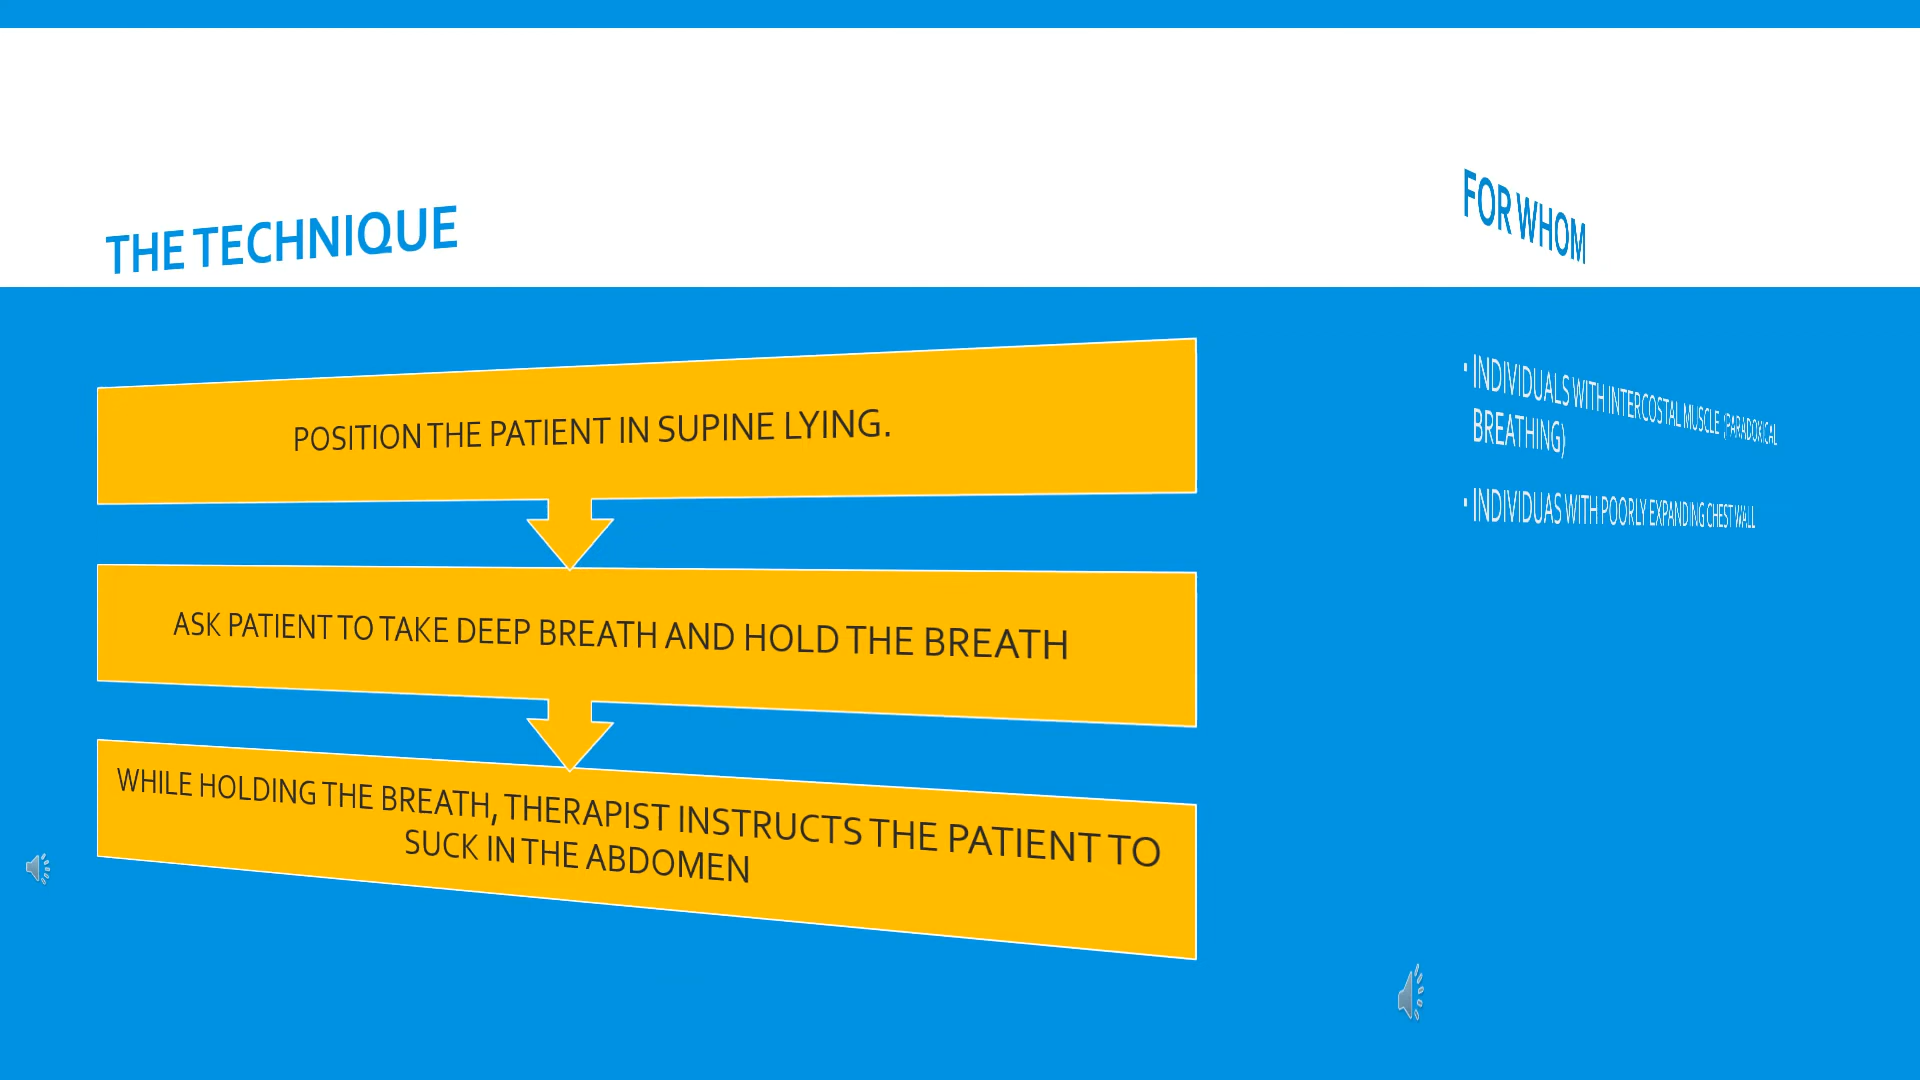 THE TECHNIQUE
POSITION THE PATIENT IN SUPINE LYING.
ASK PATIENT TO TAKE DEEP BREATH AND HOLD THE BREATH
WHILE HOLDING THE BREATH, THERAPIST INSTRUCTS THE PATIENT TO
SUCK IN THE ABDOMEN
FOR WHOM
• INDIVIDUALS WITH INTERCOSTAL MUSCLE (PARADOXICAL
BREATHING)
• INDIVIDUAS WITH POORLY EXPANDING CHEST WALL